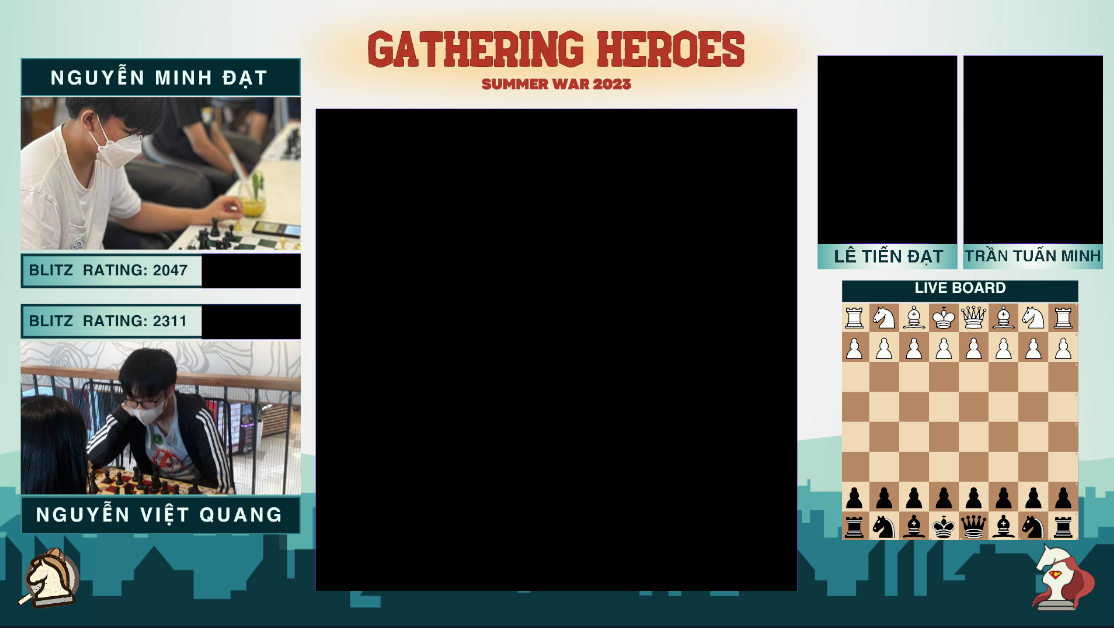 GATHERING HEROES
SUMMER WAR 2023
NGUYỄN MINH ĐẠT
BLITZ RATING: 2047
BLITZ RATING: 2311
NGUYỄN VIỆT QUANG
LÊ TIẾN ĐẠT
TRẦN TUẤN MINH
LIVE BOARD